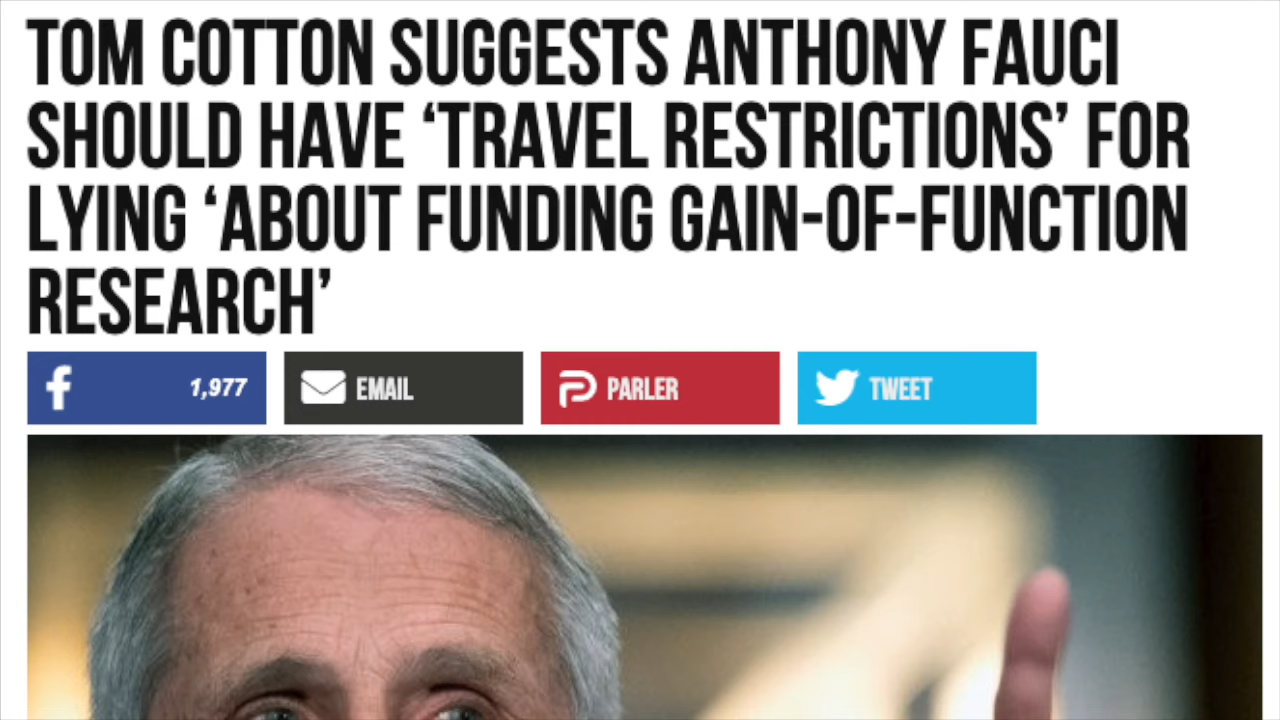 TOM COTTON SUGGESTS ANTHONY FAUCI
SHOULD HAVE ‘TRAVEL RESTRICTIONS’ FOR
LYING ‘ABOUT FUNDING GAIN-OF-FUNCTION
RESEARCH’
1,977 EMAIL PARLER TWEET